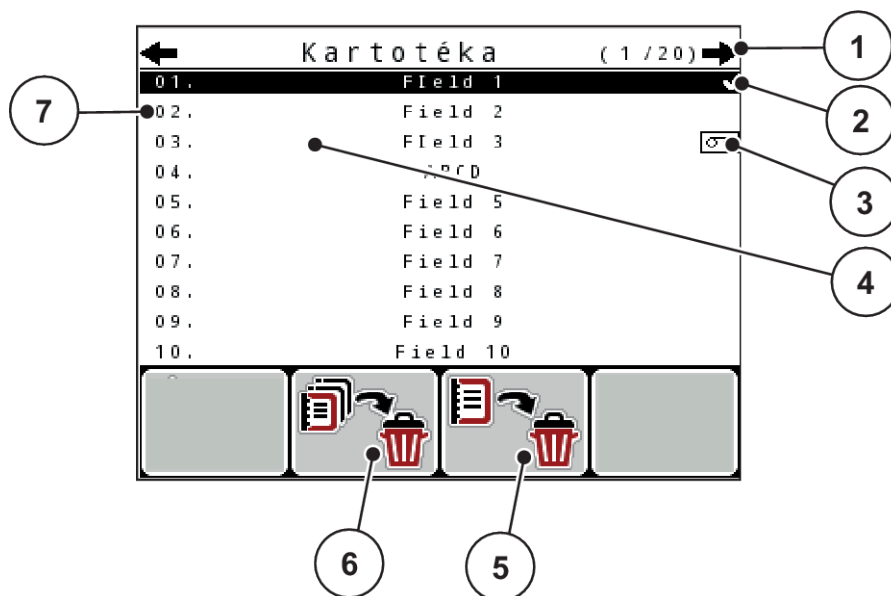 Kartotéka (1/20)
1
01. FIeld 1
2
7
02. Field 2
03. FIeld 3
3
04. ABCD
05. Field 5
06. Field 6
07. Field 7
4
08. Field 8
09. Field 9
10. Field 10
6
5